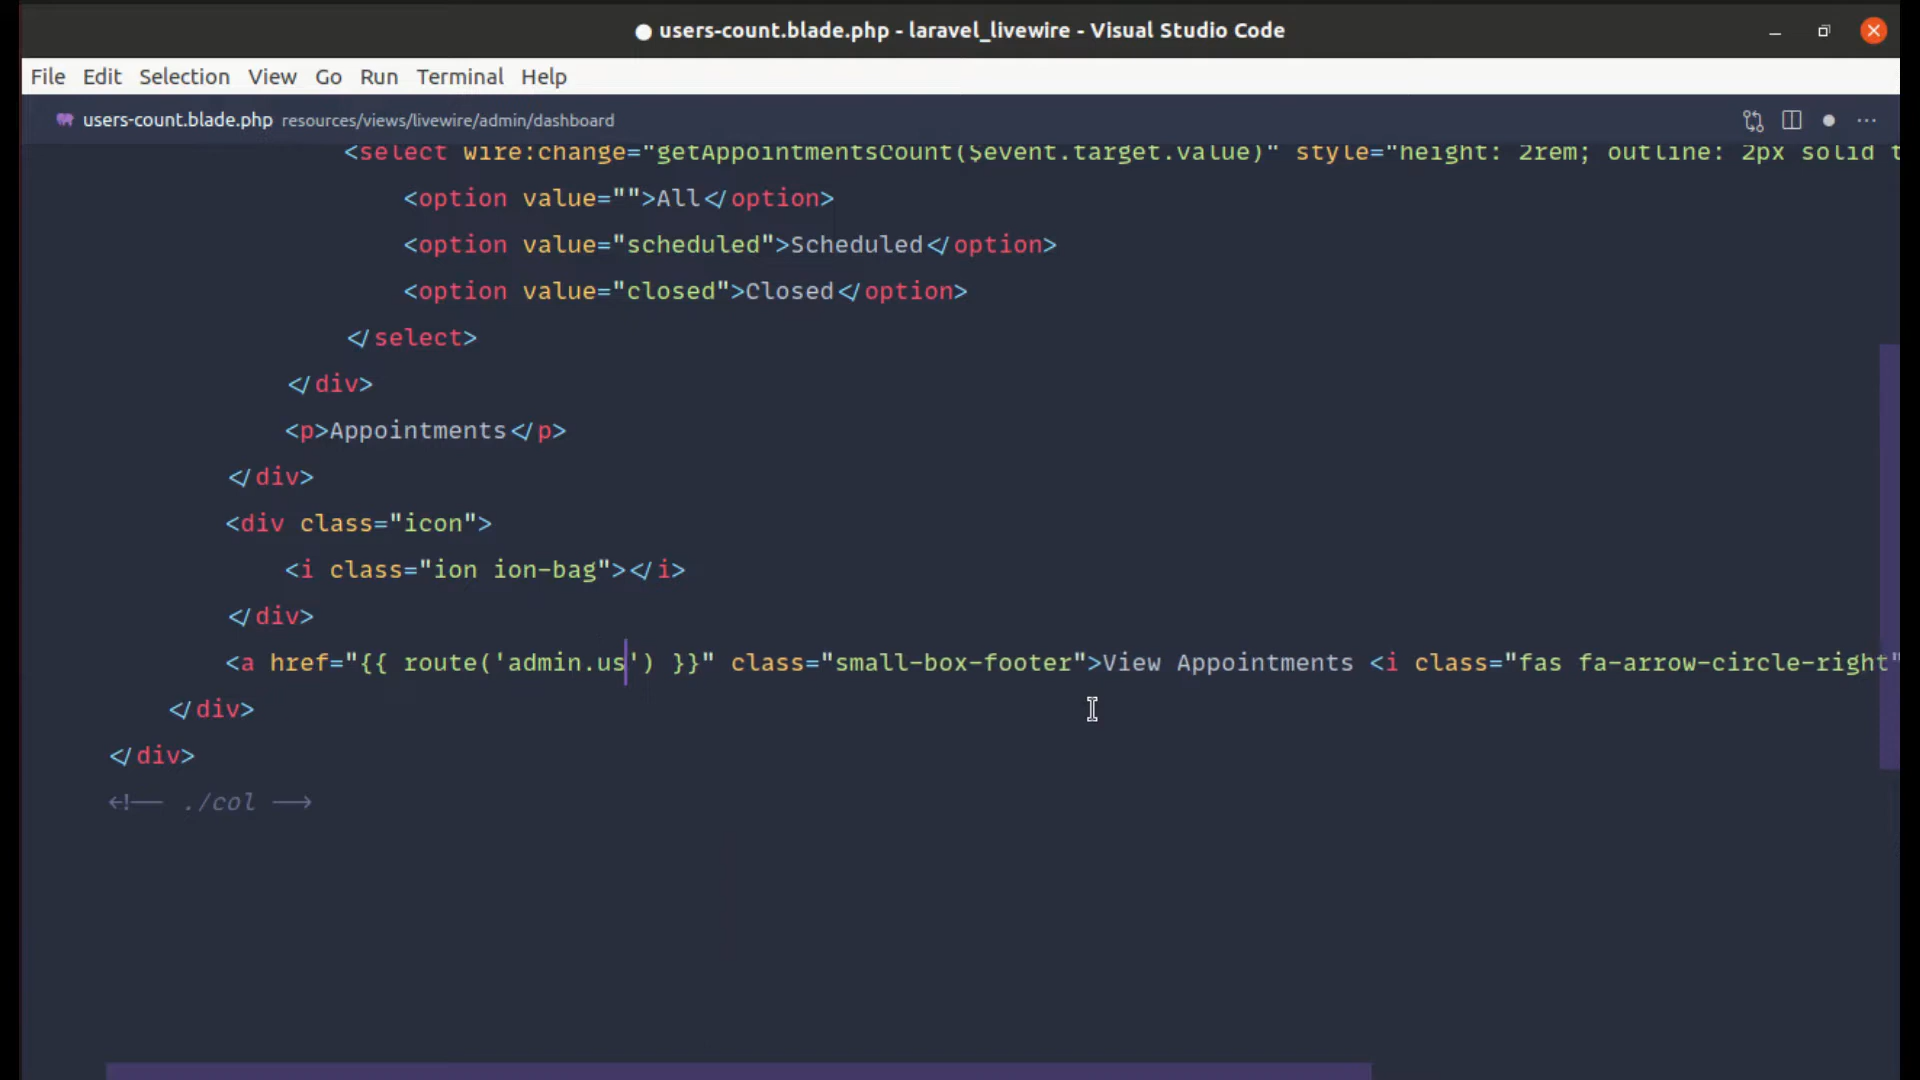 users-count.blade.php - laravel_livewire - Visual Studio Code
File Edit Selection View Go Run Terminal Help
users-count.blade.php resources/views/livewire/admin/dashboard
<select wire:change="getAppointmentsCount($event.target.value)" style="height: 2rem; outline: 2px solid t
<option value="">All</option>
<option value="scheduled">Scheduled</option>
<option value="closed">Closed</option>
</select>
</div>
<p>Appointments</p>
</div>
<div class="icon">
<i class="ion ion-bag"></i>
</div>
<a href="{{ route('admin.us') }}" class="small-box-footer">View Appointments <i class="fas fa-arrow-circle-right"
</div>
</div>
<!-- ./col -->